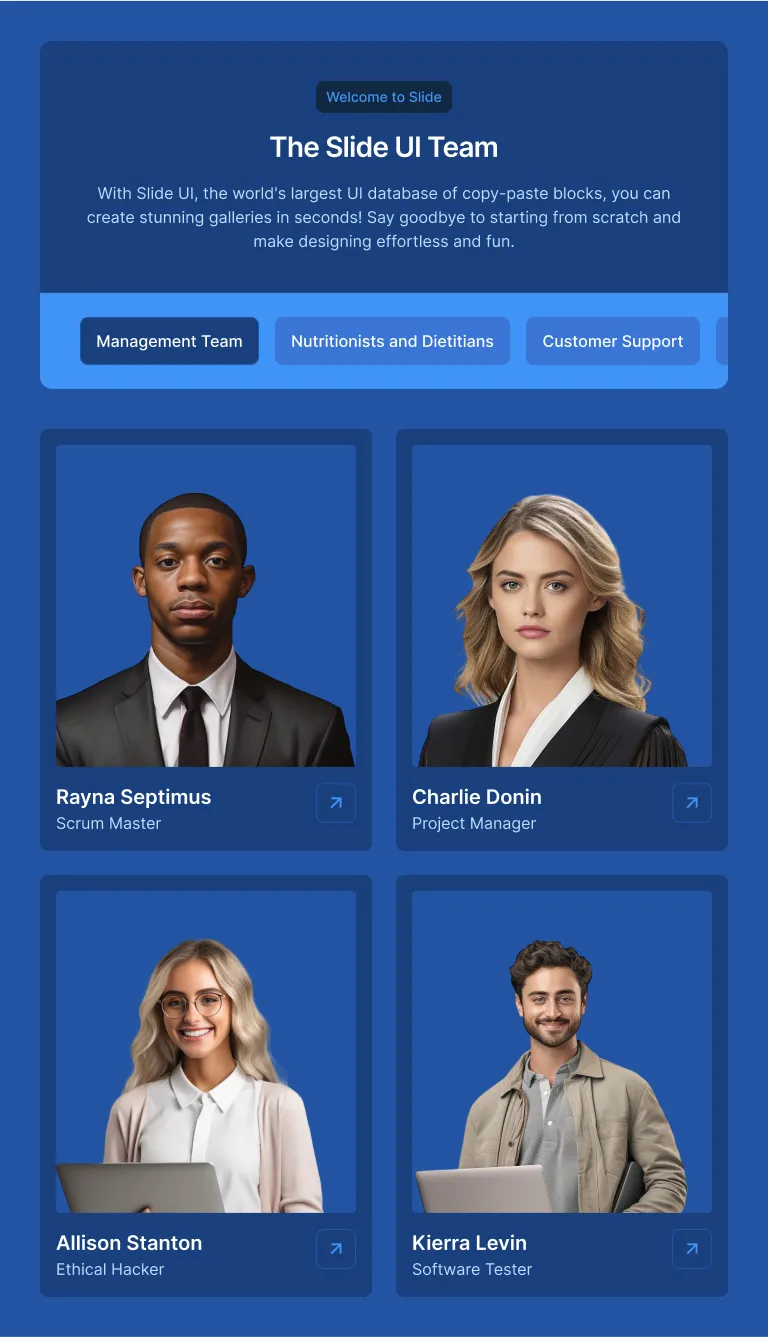 Welcome to Slide
The Slide UI Team
With Slide UI, the world's largest UI database of copy-paste blocks, you can
create stunning galleries in seconds! Say goodbye to starting from scratch and
make designing effortless and fun.
Management Team
Nutritionists and Dietitians
Customer Support
Rayna Septimus
Scrum Master
Charlie Donin
Project Manager
Allison Stanton
Ethical Hacker
Kierra Levin
Software Tester